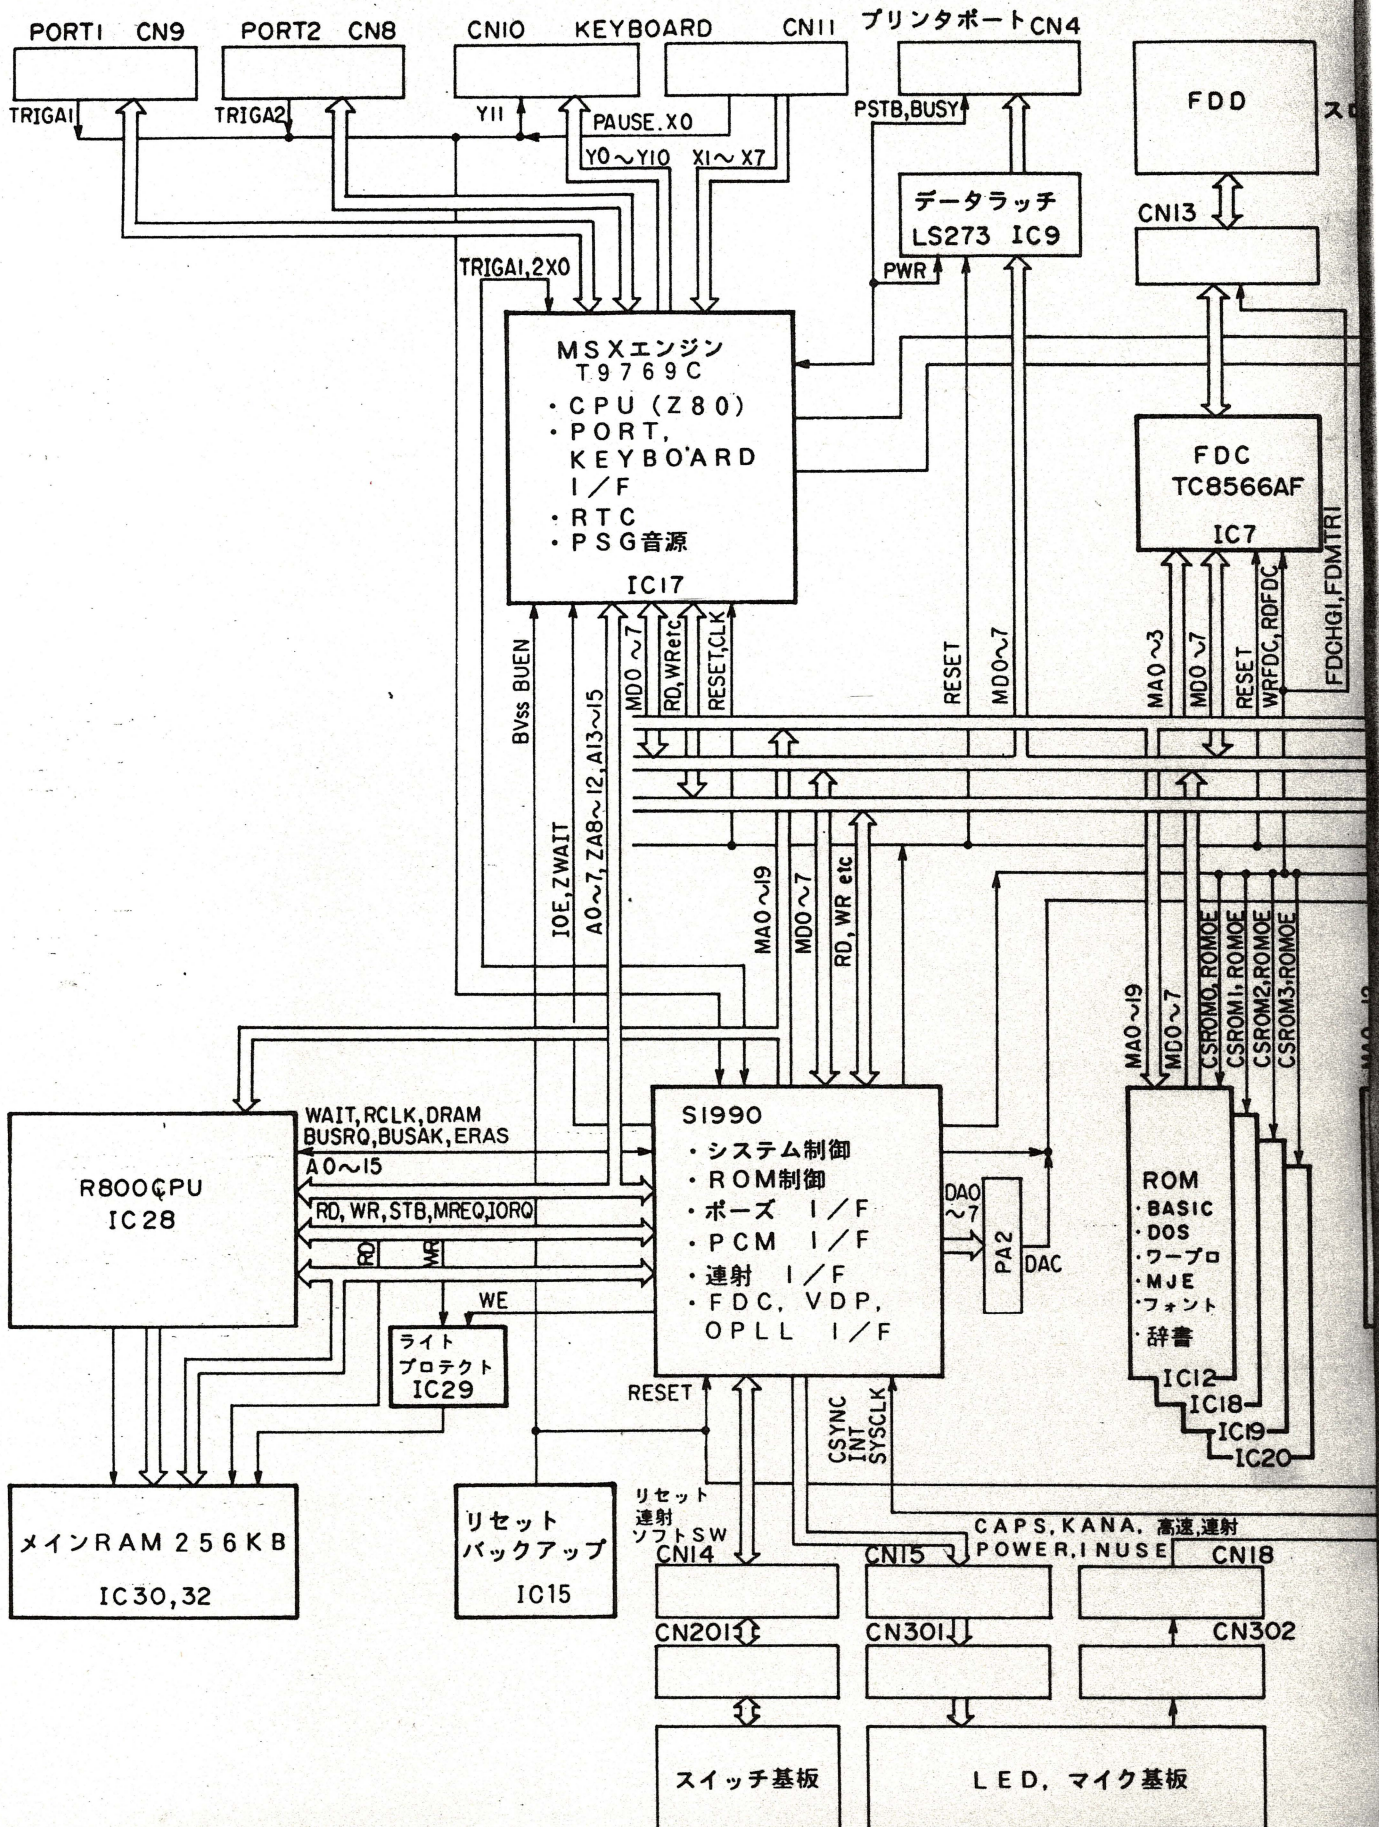 PORT1 CN9
PORT2 CN8
CN10 KEYBOARD CN11
プリンタポート CN4
TRIGA1
TRIGA2
Y11
PAUSE.X0
PSTB,BUSY
FDD
Y0～Y10
X1～X7
データラッチ
LS273 IC9
CN13
TRIGA1,2X0
PWR
MSXエンジン
T9769C
・CPU(Z80)
・PORT,
KEYBOARD
I/F
・RTC
・PSG音源
IC17
FDC
TC8566AF
IC7
BVss BUEN
IOE,ZWAIT
A0～7,ZA8～12,A13～15
MD0～7
RD,WRetc
RESET,CLK
RESET
MD0～7
MA0～3
MD0～7
RESET
WRFDC,RDFDC
FDCHG1,FDMTR1
MA0～19
MD0～7
RD,WR etc
MA0～19
MD0～7
CSROM0,ROMOE
CSROM1,ROMOE
CSROM2,ROMOE
CSROM3,ROMOE
R800CPU
IC28
WAIT,RCLK,DRAM
BUSRQ,BUSAK,ERAS
A0～15
RD,WR,STB,MREQ,IORQ
RD
WR
WE
S1990
・システム制御
・ROM制御
・ポーズ I/F
・PCM I/F
・連射 I/F
・FDC,VDP,
OPLL I/F
DA0
～7
PA2
DAC
ROM
・BASIC
・DOS
・ワープロ
・MJE
・フォント
・辞書
IC12
IC18
IC19
IC20
ライト
プロテクト
IC29
RESET
CSYNC
INT
SYSCLK
メインRAM256KB
IC30,32
リセット
バックアップ
IC15
リセット
連射
ソフトSW
CN14
CN15
CAPS,KANA,高速,連射
POWER,INUSE
CN18
CN201
CN301
CN302
スイッチ基板
LED,マイク基板